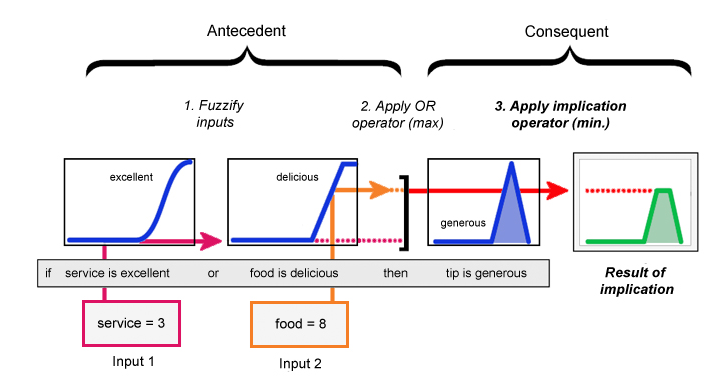 Antecedent
Consequent
1. Fuzzify
inputs
2. Apply OR
operator (max)
3. Apply implication
operator (min.)
excellent
delicious
generous
if service is excellent or food is delicious then tip is generous
Result of
implication
service = 3
food = 8
Input 1
Input 2